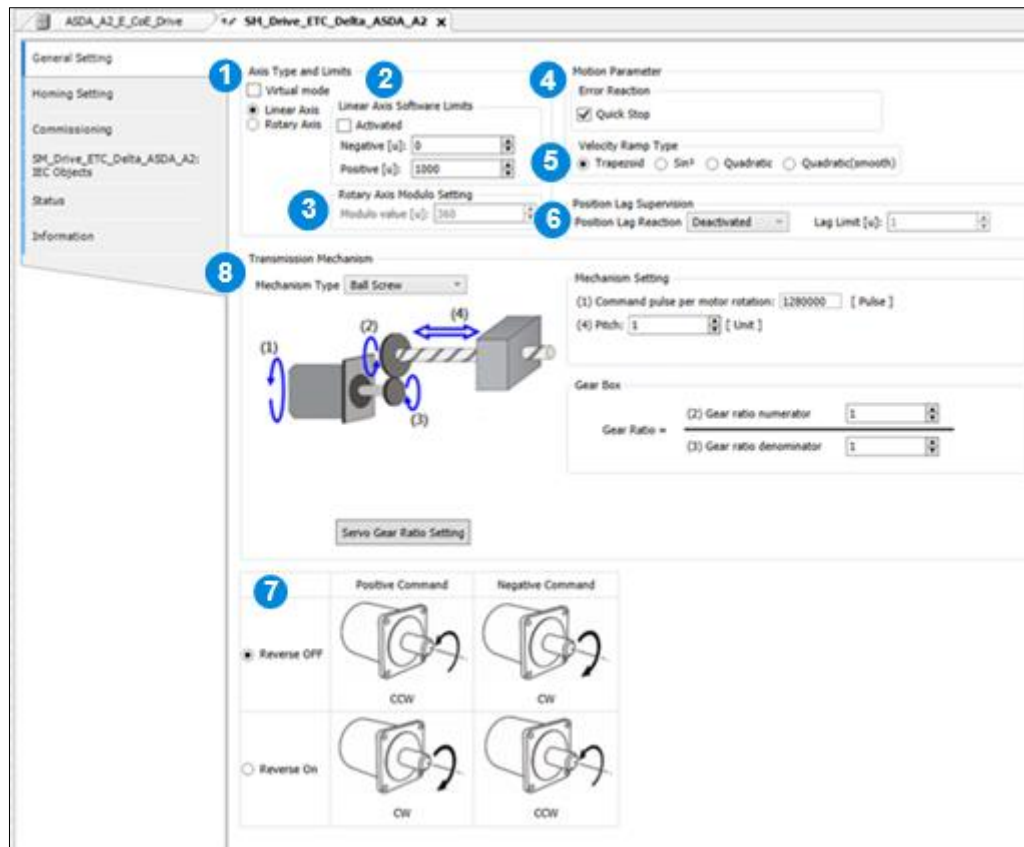 ASDA_A2_E_CoE_Drive
SM_Drive_ETC_Delta_ASDA_A2 X
General Setting
Homing Setting
Commissioning
SM_Drive_ETC_Delta_ASDA_A2:
IEC Objects
Status
Information
1
Axis Type and Limits
Virtual mode
Linear Axis
Rotary Axis
2
Linear Axis Software Limits
Activated
Negative [u]: 0
Positive [u]: 1000
3
Rotary Axis Modulo Setting
Modulo value [u]: 360
4
Motion Parameter
Error Reaction
Quick Stop
5
Velocity Ramp Type
Trapezoid Sin² Quadratic Quadratic(smooth)
6
Position Lag Supervision
Position Lag Reaction Deactivated Lag Limit [u]: 1
8
Transmission Mechanism
Mechanism Type Ball Screw
(1)
(2)
(4)
(3)
Mechanism Setting
(1) Command pulse per motor rotation: 1280000 [ Pulse ]
(4) Pitch: 1 [ Unit ]
Gear Box
Gear Ratio =
(2) Gear ratio numerator 1
(3) Gear ratio denominator 1
Servo Gear Ratio Setting
7
Positive Command Negative Command
Reverse OFF
CCW CW
Reverse On
CW CCW